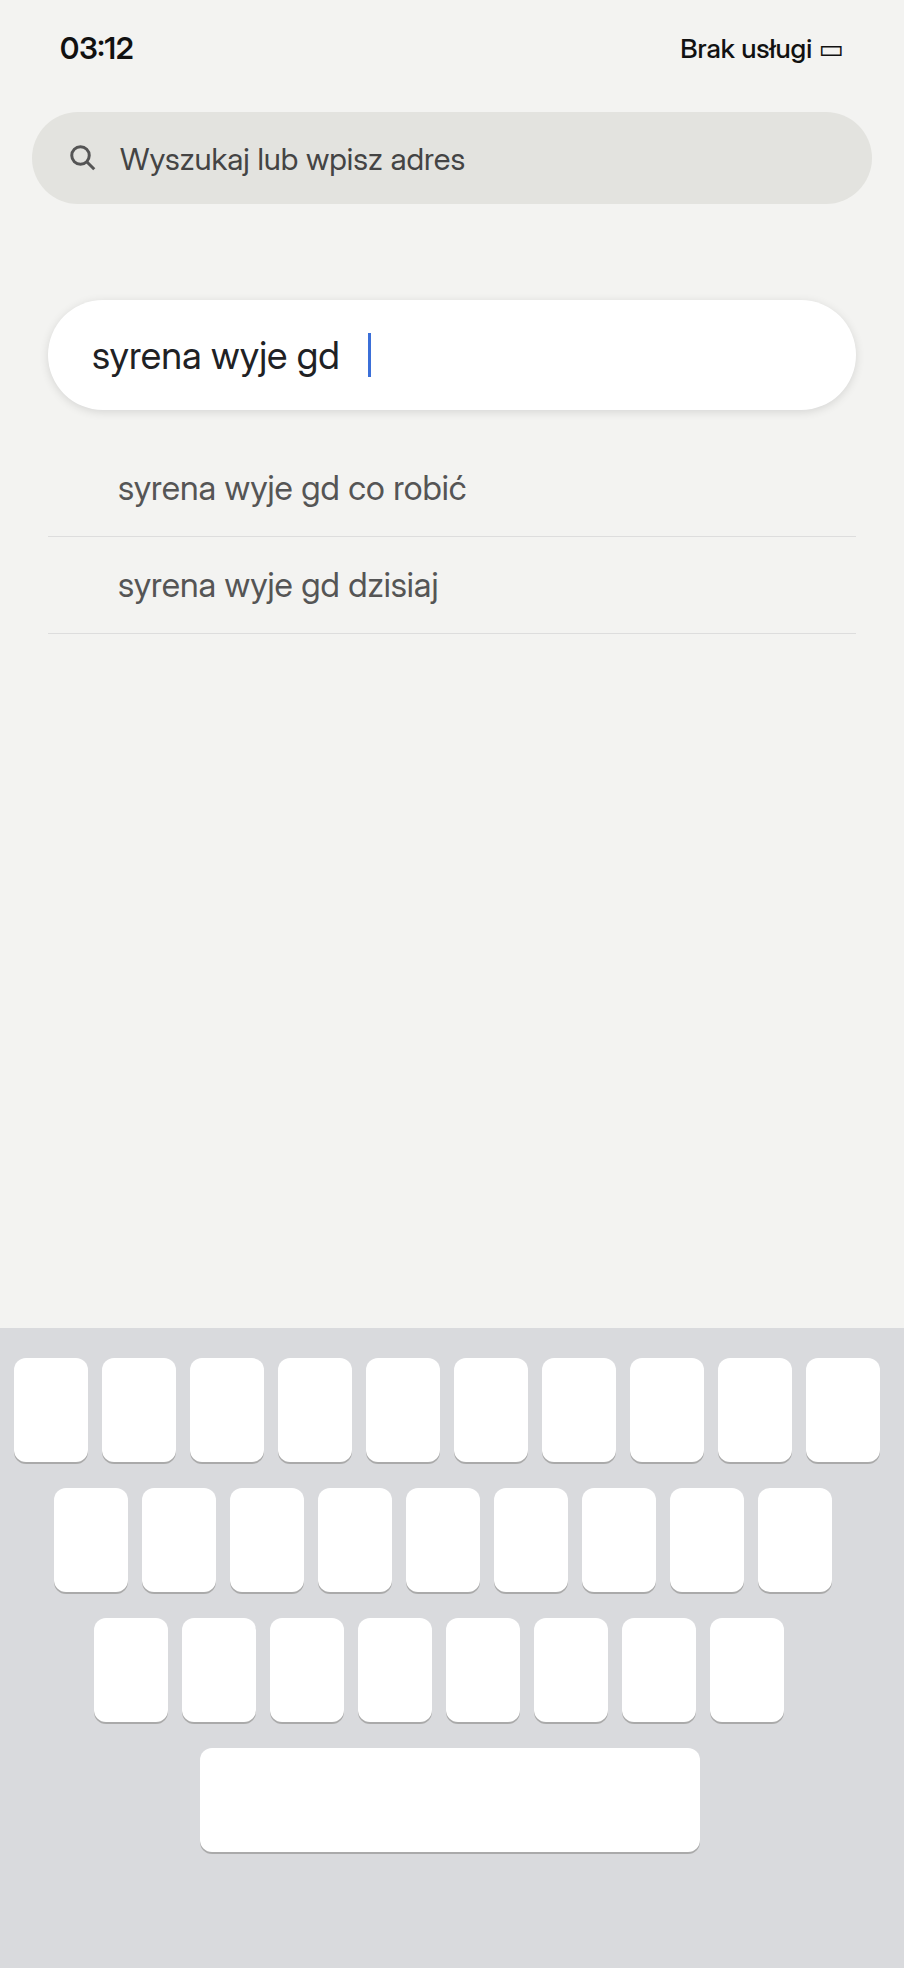 03:12
Brak usługi
Wyszukaj lub wpisz adres
syrena wyje gd
syrena wyje gd co robić
syrena wyje gd dzisiaj